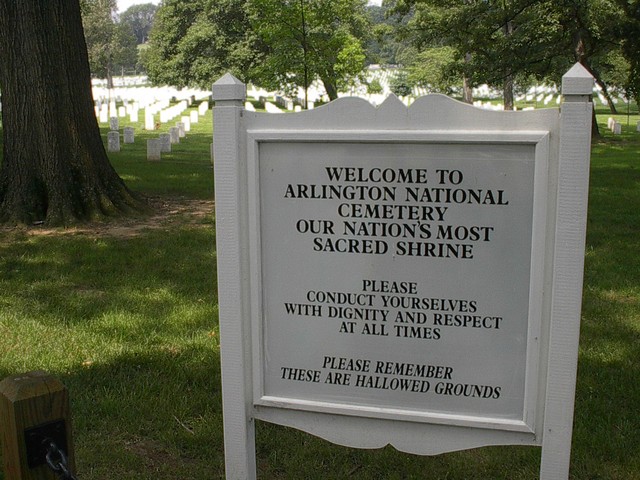 WELCOME TO
ARLINGTON NATIONAL
CEMETERY
OUR NATION'S MOST
SACRED SHRINE
PLEASE
CONDUCT YOURSELVES
WITH DIGNITY AND RESPECT
AT ALL TIMES
PLEASE REMEMBER
THESE ARE HALLOWED GROUNDS